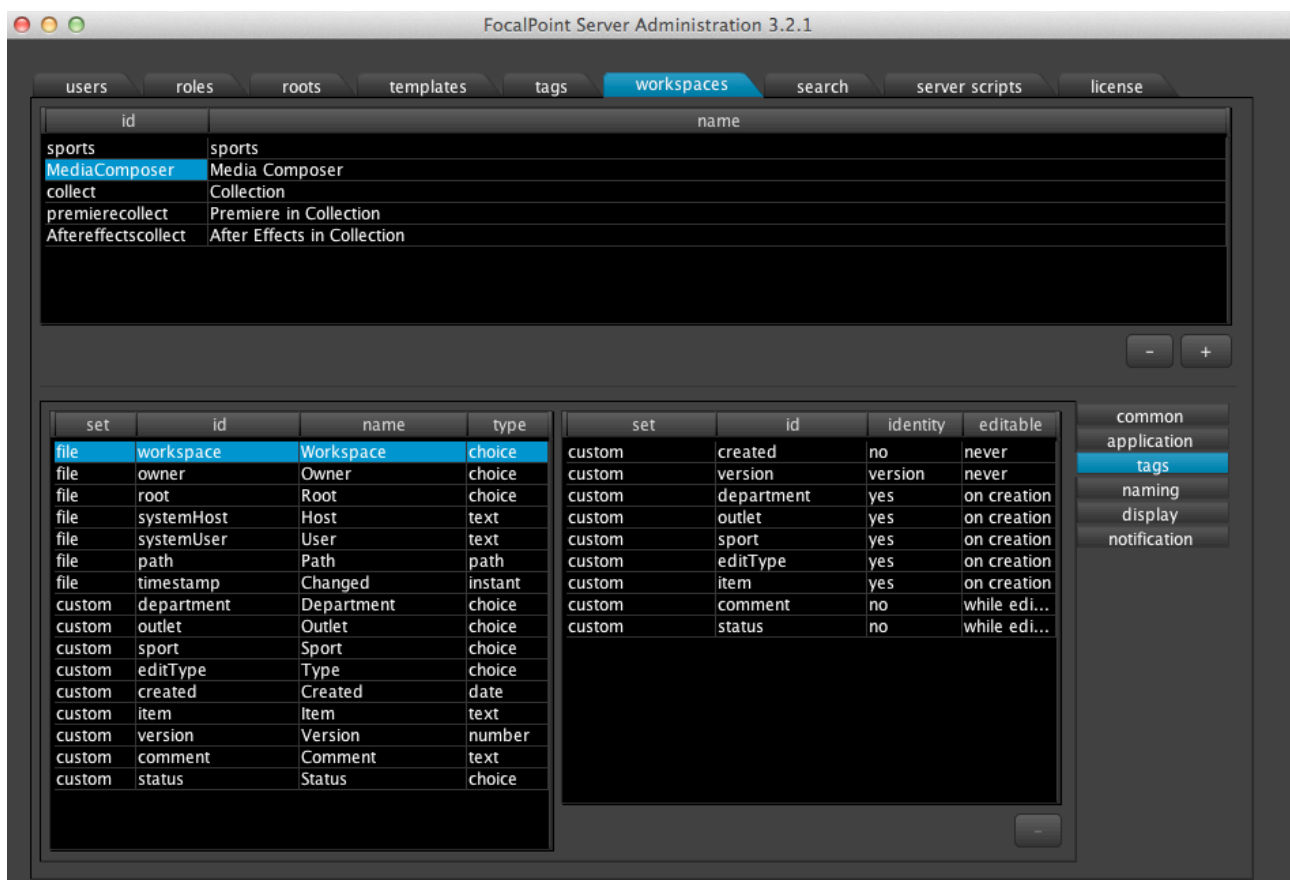 FocalPoint Server Administration 3.2.1
users roles roots templates tags workspaces search server scripts license
id name
sports sports
MediaComposer Media Composer
collect Collection
premierecollect Premiere in Collection
Aftereffectscollect After Effects in Collection
- +
set id name type
file workspace Workspace choice
file owner Owner choice
file root Root choice
file systemHost Host text
file systemUser User text
file path Path path
file timestamp Changed instant
custom department Department choice
custom outlet Outlet choice
custom sport Sport choice
custom editType Type choice
custom created Created date
custom item Item text
custom version Version number
custom comment Comment text
custom status Status choice
set id identity editable
custom created no never
custom version version never
custom department yes on creation
custom outlet yes on creation
custom sport yes on creation
custom editType yes on creation
custom item yes on creation
custom comment no while edi...
custom status no while edi...
-
common
application
tags
naming
display
notification